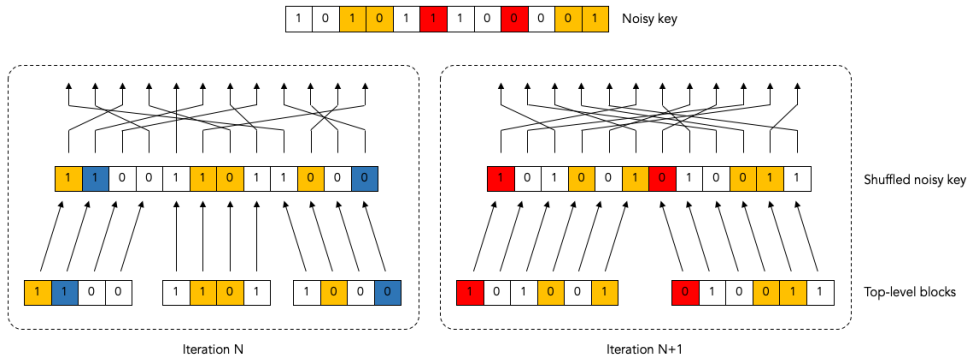 1 0 1 0 1 1 1 0 0 0 0 1 Noisy key
1 1 0 0 1 1 0 1 1 0 0 0 1 0 1 0 0 1 0 1 0 0 1 1 Shuffled noisy key
1 1 0 0 1 1 0 1 1 0 0 0 1 0 1 0 0 1 0 1 0 0 1 1 Top-level blocks
Iteration N Iteration N+1